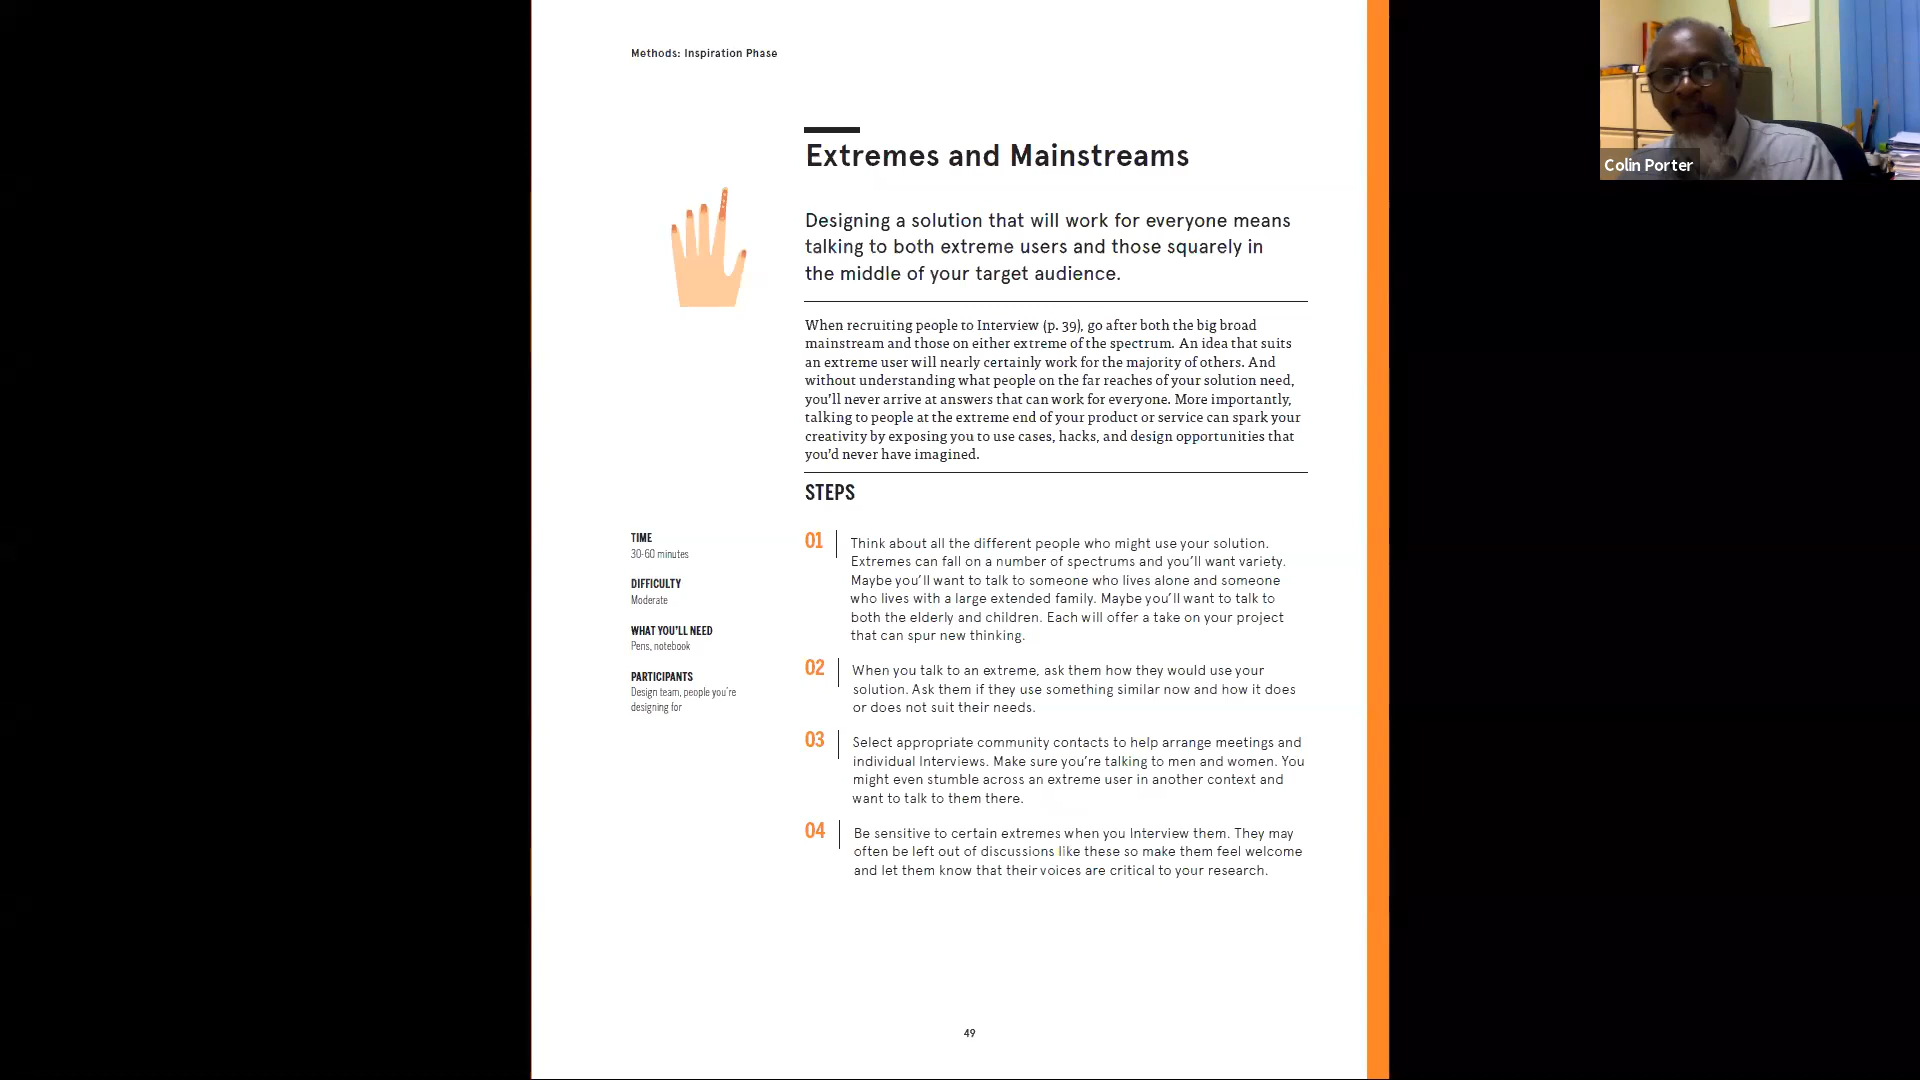 Methods: Inspiration Phase
Extremes and Mainstreams
Designing a solution that will work for everyone means
talking to both extreme users and those squarely in
the middle of your target audience.
When recruiting people to Interview (p. 39), go after both the big broad
mainstream and those on either extreme of the spectrum. An idea that suits
an extreme user will nearly certainly work for the majority of others. And
without understanding what people on the far reaches of your solution need,
you'll never arrive at answers that can work for everyone. More importantly,
talking to people at the extreme end of your product or service can spark your
creativity by exposing you to use cases, hacks, and design opportunities that
you'd never have imagined.
STEPS
TIME
30-60 minutes
DIFFICULTY
Moderate
WHAT YOU'LL NEED
Pens, notebook
PARTICIPANTS
Design team, people you're
designing for
01
Think about all the different people who might use your solution.
Extremes can fall on a number of spectrums and you'll want variety.
Maybe you'll want to talk to someone who lives alone and someone
who lives with a large extended family. Maybe you'll want to talk to
both the elderly and children. Each will offer a take on your project
that can spur new thinking.
02
When you talk to an extreme, ask them how they would use your
solution. Ask them if they use something similar now and how it does
or does not suit their needs.
03
Select appropriate community contacts to help arrange meetings and
individual Interviews. Make sure you're talking to men and women. You
might even stumble across an extreme user in another context and
want to talk to them there.
04
Be sensitive to certain extremes when you Interview them. They may
often be left out of discussions like these so make them feel welcome
and let them know that their voices are critical to your research.
49
Colin Porter